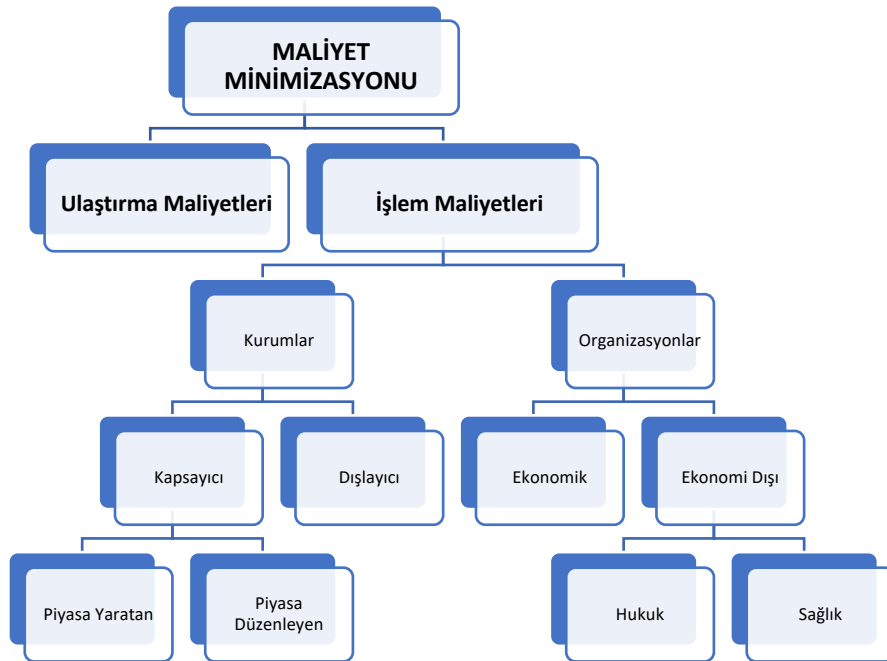 MALİYET
MİNİMİZASYONU
Ulaştırma Maliyetleri
İşlem Maliyetleri
Kurumlar
Organizasyonlar
Kapsayıcı
Dışlayıcı
Ekonomik
Ekonomi Dışı
Piyasa Yaratan
Piyasa
Düzenleyen
Hukuk
Sağlık